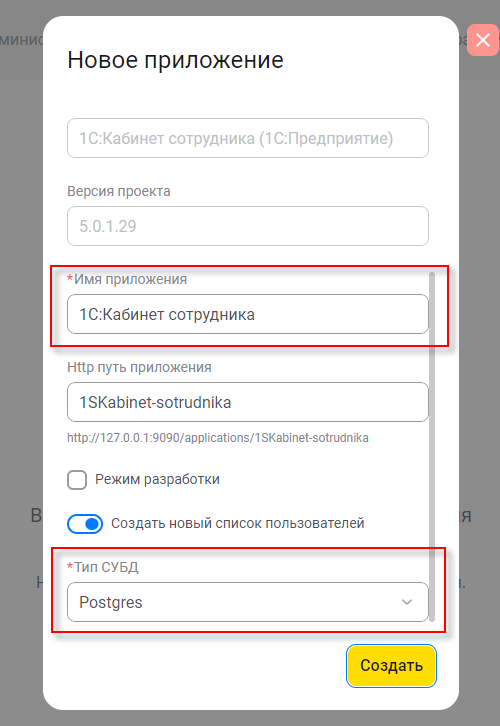 Новое приложение
1С:Кабинет сотрудника (1С:Предприятие)
Версия проекта
5.0.1.29
*Имя приложения
1С:Кабинет сотрудника
Http путь приложения
1SKabinet-sotrudnika
http://127.0.0.1:9090/applications/1SKabinet-sotrudnika
Режим разработки
Создать новый список пользователей
*Тип СУБД
Postgres
Создать